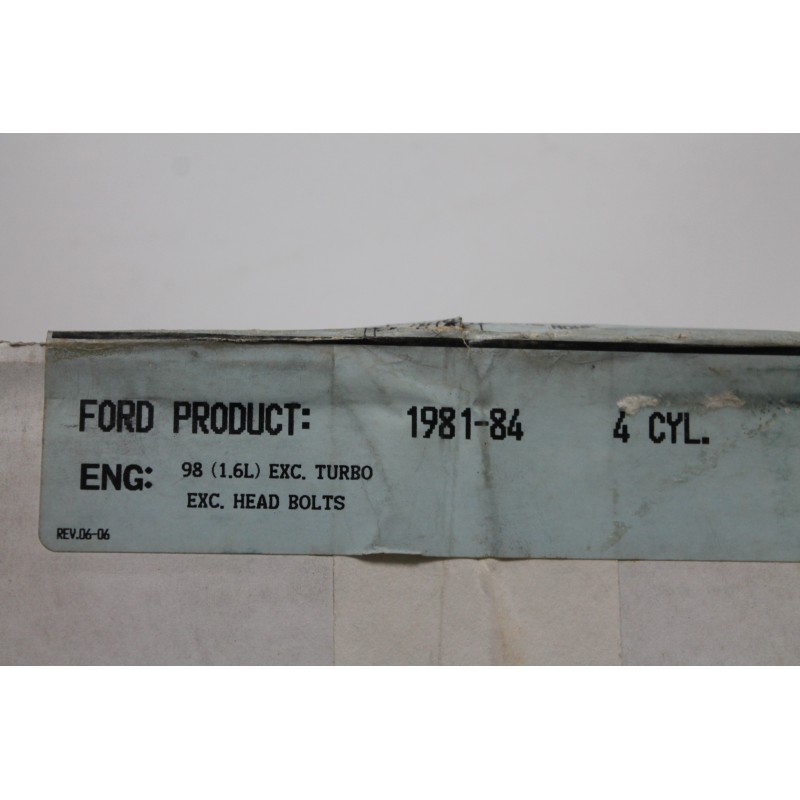 FORD PRODUCT: 1981-84 4 CYL.
ENG: 98 (1.6L) EXC. TURBO
EXC. HEAD BOLTS
REV.06-06